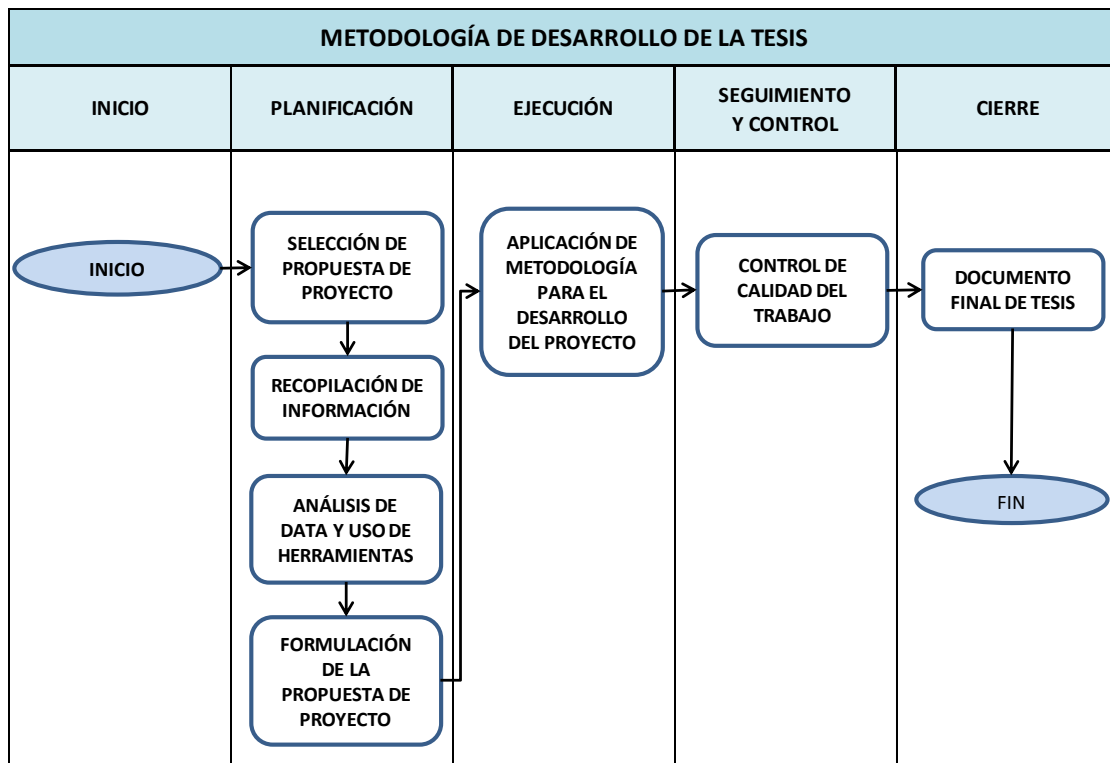 METODOLOGÍA DE DESARROLLO DE LA TESIS
INICIO
PLANIFICACIÓN
EJECUCIÓN
SEGUIMIENTO
Y CONTROL
CIERRE
INICIO
SELECCIÓN DE
PROPUESTA DE
PROYECTO
RECOPILACIÓN DE
INFORMACIÓN
ANÁLISIS DE
DATA Y USO DE
HERRAMIENTAS
FORMULACIÓN
DE LA
PROPUESTA DE
PROYECTO
APLICACIÓN DE
METODOLOGÍA
PARA EL
DESARROLLO
DEL PROYECTO
CONTROL DE
CALIDAD DEL
TRABAJO
DOCUMENTO
FINAL DE TESIS
FIN